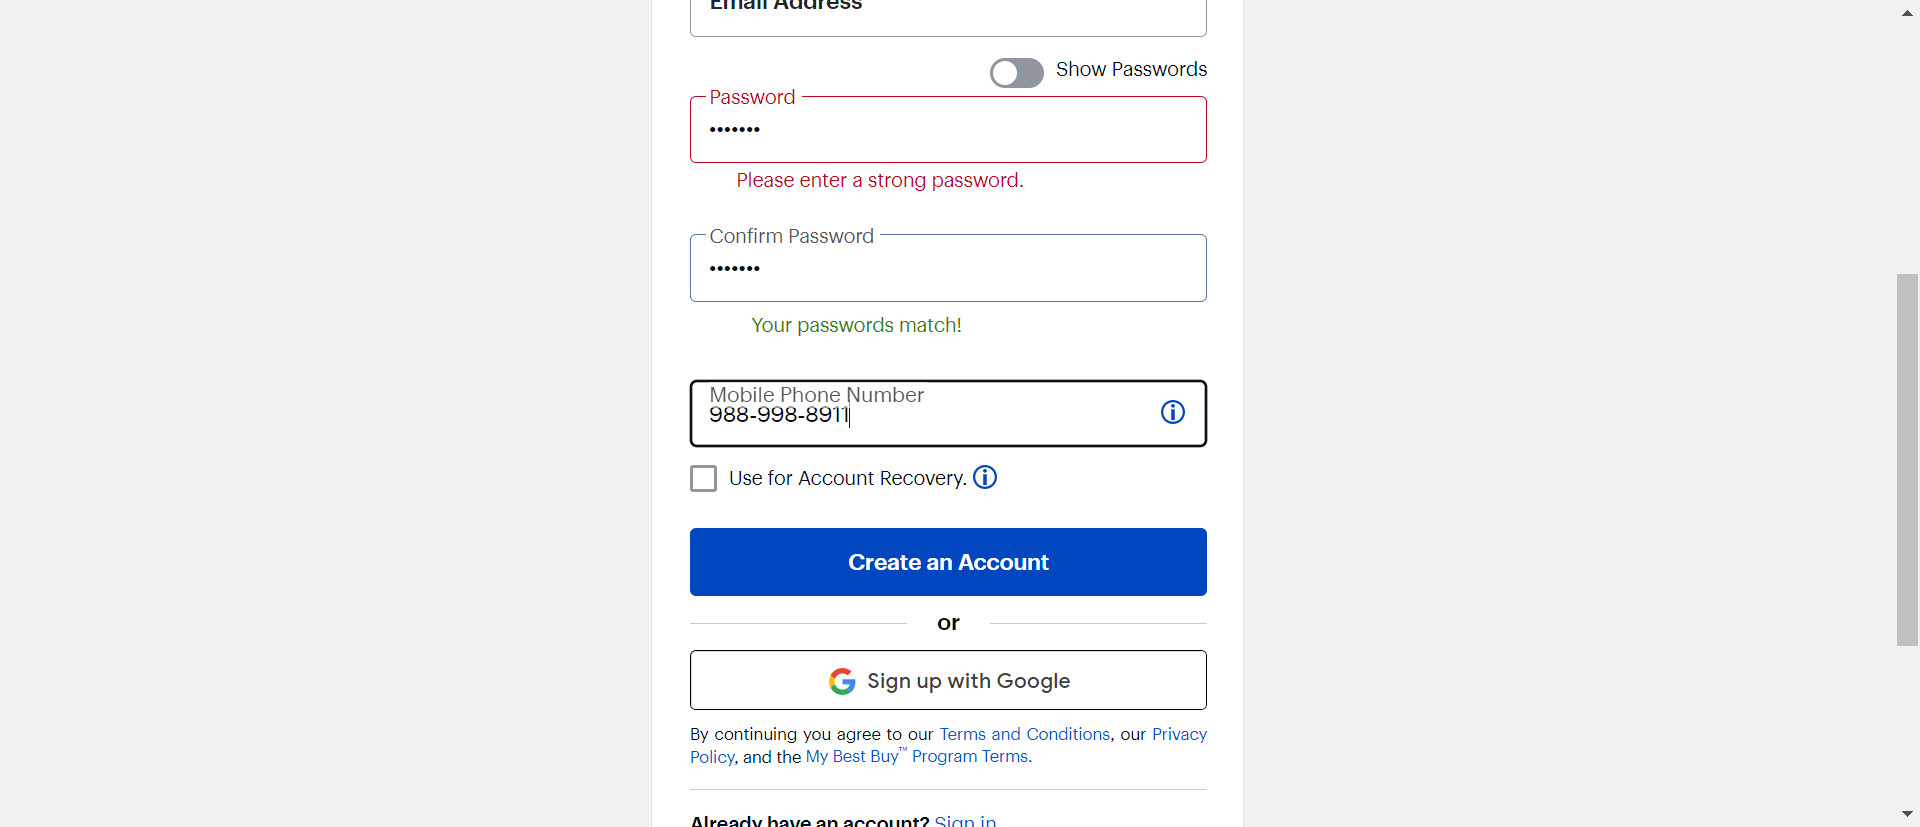 Email Address
Show Passwords
Password
•••••••
Please enter a strong password.
Confirm Password
•••••••
Your passwords match!
Mobile Phone Number
988-998-8911
Use for Account Recovery.
Create an Account
or
Sign up with Google
By continuing you agree to our Terms and Conditions, our Privacy
Policy, and the My Best Buy™ Program Terms.
Already have an account? Sign in